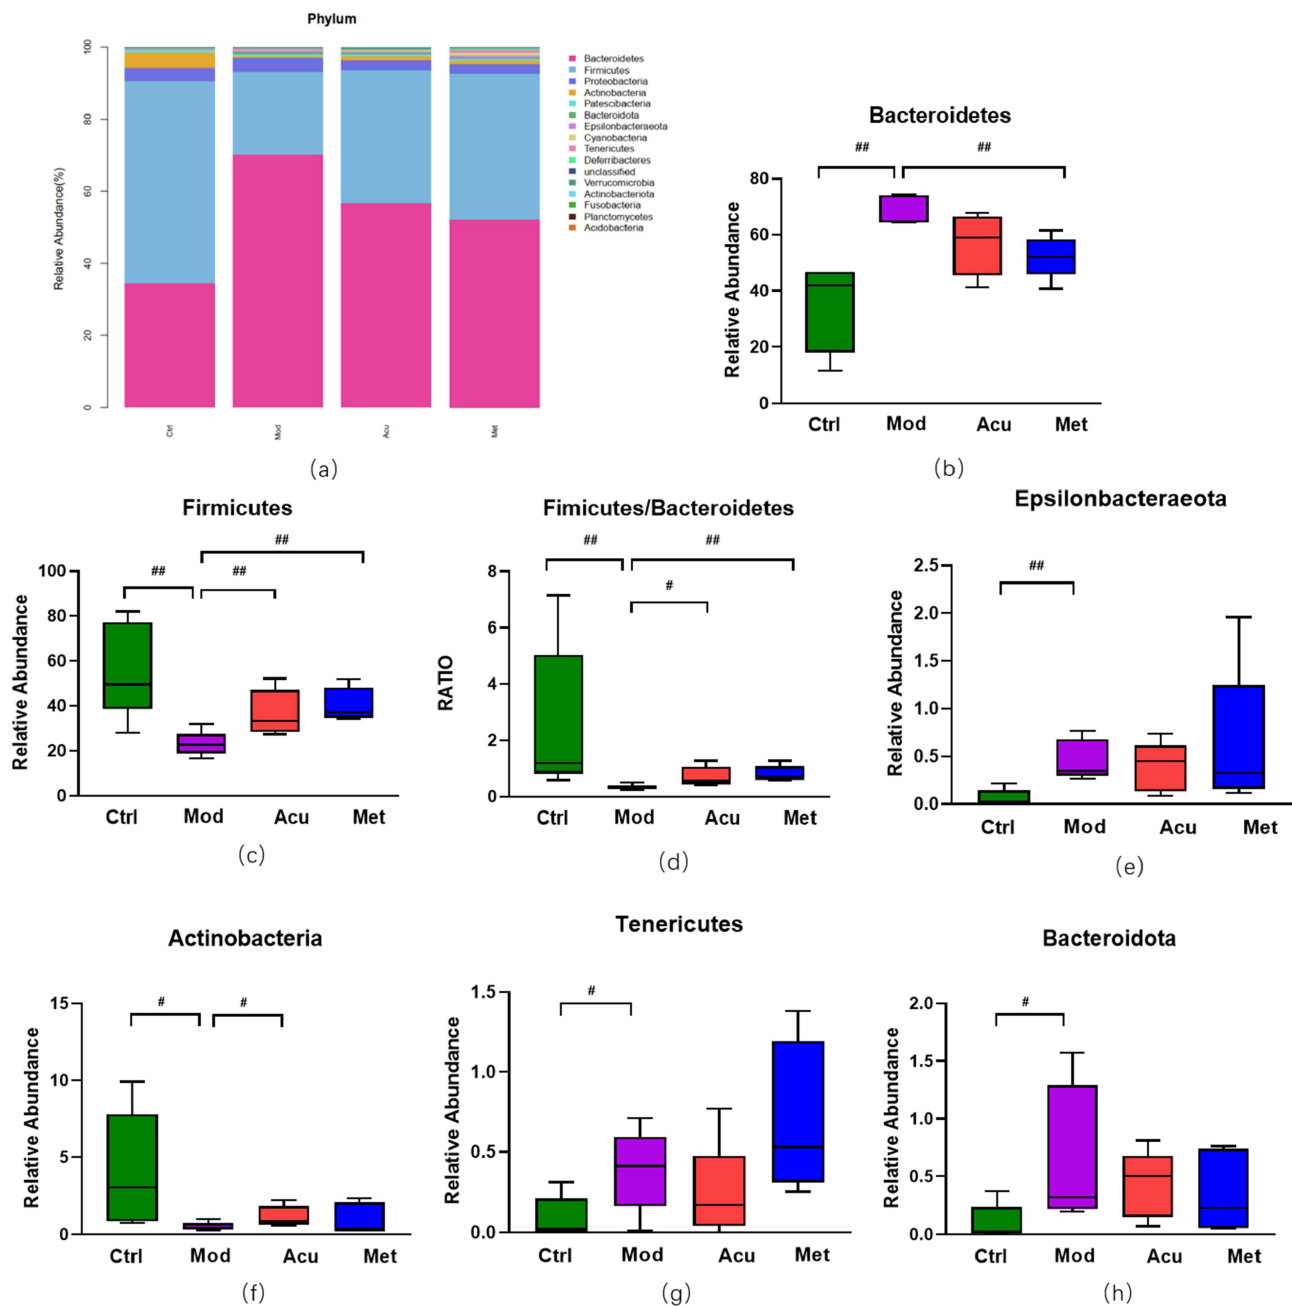 Phylum
Relative Abundance(%)
100
80
60
40
20
0
Ctrl
Mod
Acu
Met
Bacteroidetes
Firmicutes
Proteobacteria
Actinobacteria
Patescibacteria
Bacteroidota
Epsilonbacteraeota
Cyanobacteria
Tenericutes
Deferribacteres
unclassified
Verrucomicrobia
Actinobacteriota
Fusobacteria
Planctomycetes
Acidobacteria
(a)
Bacteroidetes
## ##
Relative Abundance
80
60
40
20
0
Ctrl Mod Acu Met
(b)
Firmicutes
##
## ##
Relative Abundance
100
80
60
40
20
0
Ctrl Mod Acu Met
(c)
Fimicutes/Bacteroidetes
## ##
#
RATIO
8
6
4
2
0
Ctrl Mod Acu Met
(d)
Epsilonbacteraeota
##
Relative Abundance
2.5
2.0
1.5
1.0
0.5
0.0
Ctrl Mod Acu Met
(e)
Actinobacteria
# #
Relative Abundance
15
10
5
0
Ctrl Mod Acu Met
(f)
Tenericutes
#
Relative Abundance
1.5
1.0
0.5
0.0
Ctrl Mod Acu Met
(g)
Bacteroidota
#
Relative Abundance
2.0
1.5
1.0
0.5
0.0
Ctrl Mod Acu Met
(h)